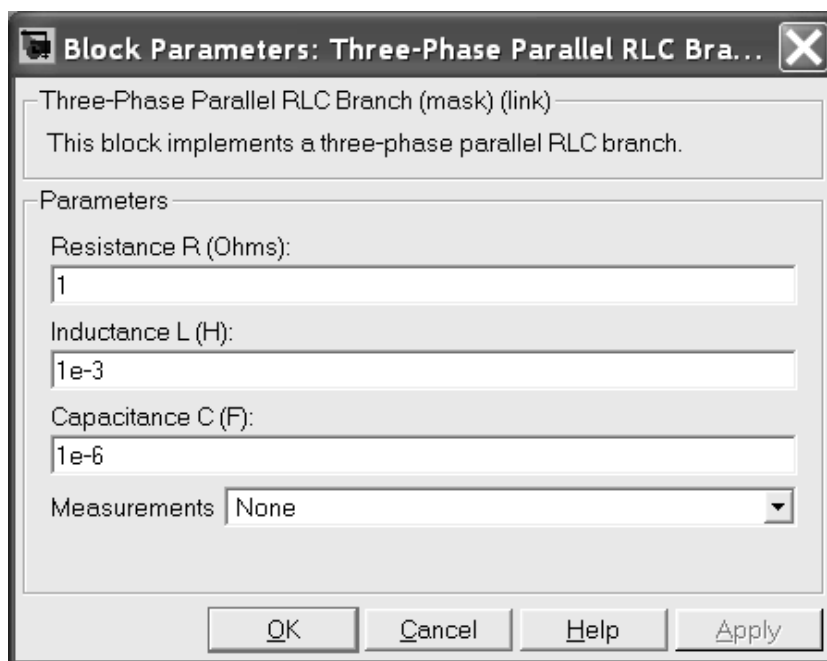 Block Parameters: Three-Phase Parallel RLC Bra...
Three-Phase Parallel RLC Branch (mask) (link)
This block implements a three-phase parallel RLC branch.
Parameters
Resistance R (Ohms):
1
Inductance L (H):
1e-3
Capacitance C (F):
1e-6
Measurements None
OK Cancel Help Apply